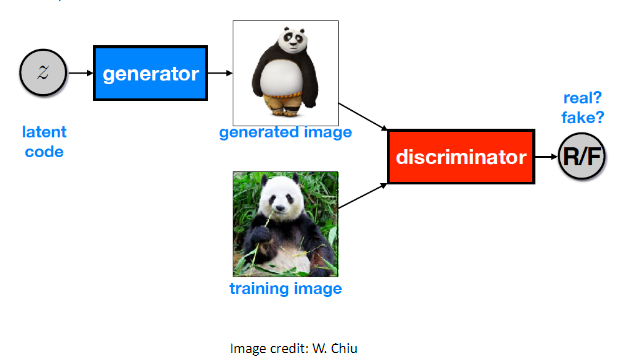 z
generator
latent
code
generated image
discriminator
real?
fake?
R/F
training image
Image credit: W. Chiu